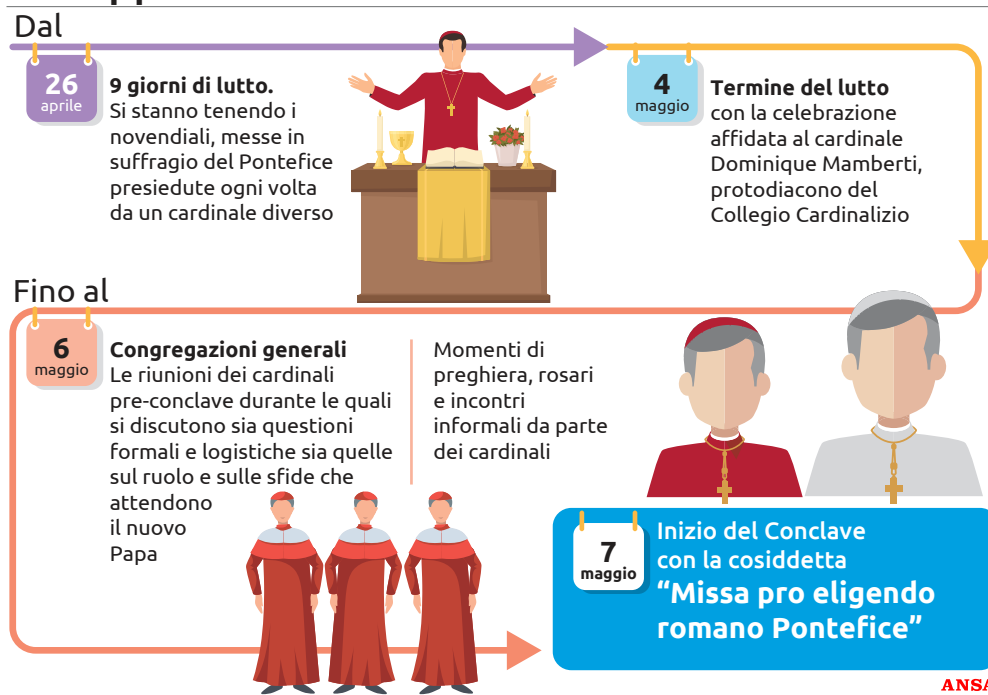 Dal
26
aprile
9 giorni di lutto.
Si stanno tenendo i
novendiali, messe in
suffragio del Pontefice
presiedute ogni volta
da un cardinale diverso
4
maggio
Termine del lutto
con la celebrazione
affidata al cardinale
Dominique Mamberti,
protodiacono del
Collegio Cardinalizio
Fino al
6
maggio
Congregazioni generali
Le riunioni dei cardinali
pre-conclave durante le quali
si discutono sia questioni
formali e logistiche sia quelle
sul ruolo e sulle sfide che
attendono
il nuovo
Papa
Momenti di
preghiera, rosari
e incontri
informali da parte
dei cardinali
7
maggio
Inizio del Conclave
con la cosiddetta
“Missa pro eligendo
romano Pontefice”
ANSA